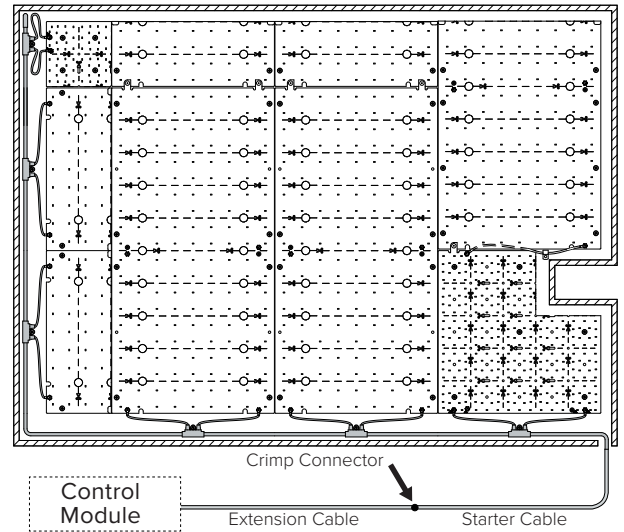 Crimp Connector
Control
Module
Extension Cable
Starter Cable